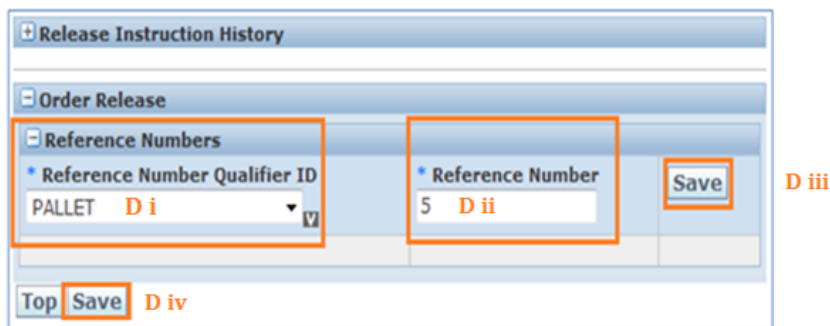 Release Instruction History
Order Release
Reference Numbers
* Reference Number Qualifier ID * Reference Number
PALLET D i V 5 D ii Save D iii
Top Save D iv